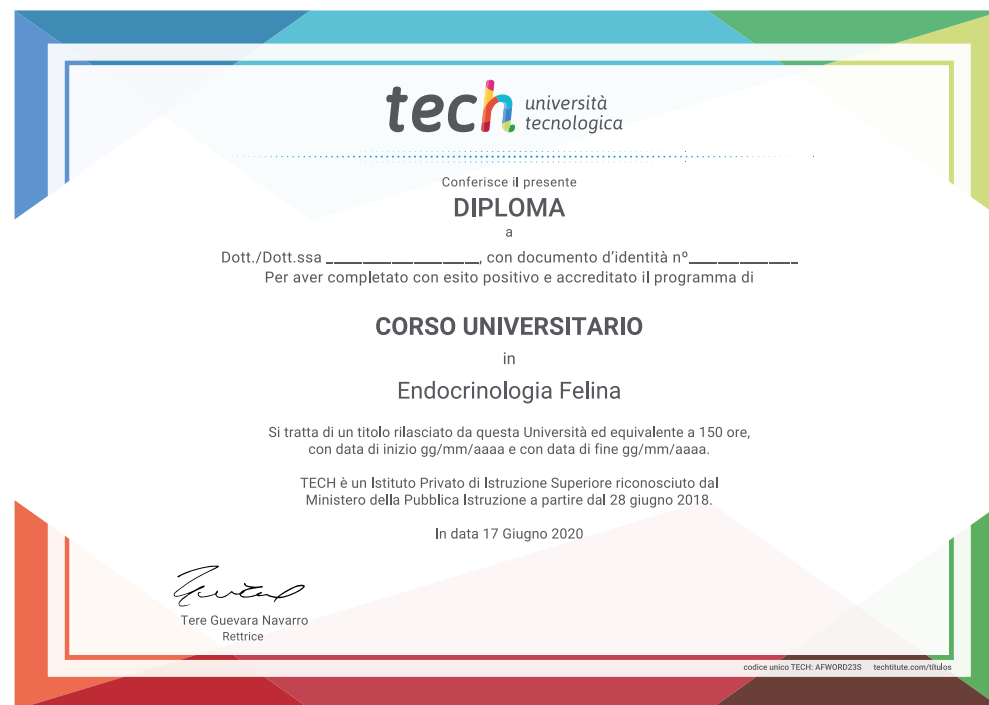 tech università
tecnologica
Conferisce il presente
DIPLOMA
a
Dott./Dott.ssa ____________________, con documento d'identità nº______________
Per aver completato con esito positivo e accreditato il programma di
CORSO UNIVERSITARIO
in
Endocrinologia Felina
Si tratta di un titolo rilasciato da questa Università ed equivalente a 150 ore,
con data di inizio gg/mm/aaaa e con data di fine gg/mm/aaaa.
TECH è un Istituto Privato di Istruzione Superiore riconosciuto dal
Ministero della Pubblica Istruzione a partire dal 28 giugno 2018.
In data 17 Giugno 2020
Tere Guevara Navarro
Rettrice
codice unico TECH: AFWORD23S techtitute.com/títulos